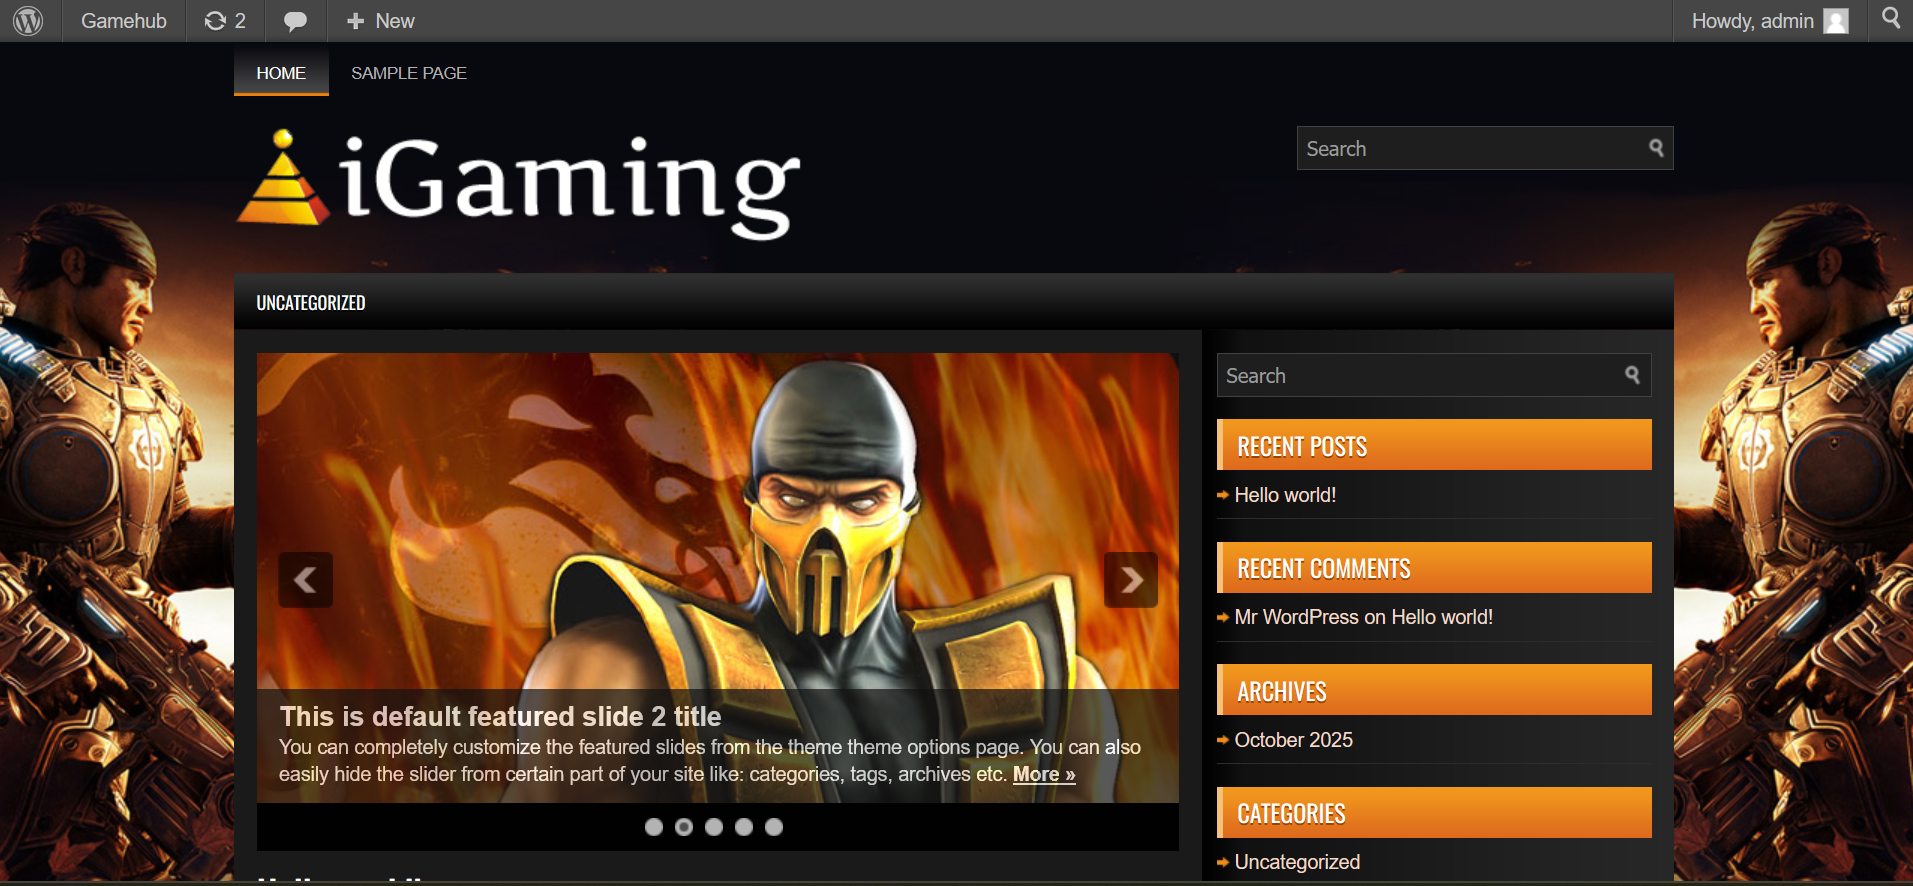 Gamehub
2
New
Howdy, admin
HOME
SAMPLE PAGE
iGaming
Search
UNCATEGORIZED
This is default featured slide 2 title
You can completely customize the featured slides from the theme theme options page. You can also
easily hide the slider from certain part of your site like: categories, tags, archives etc. More »
Search
RECENT POSTS
Hello world!
RECENT COMMENTS
Mr WordPress on Hello world!
ARCHIVES
October 2025
CATEGORIES
Uncategorized